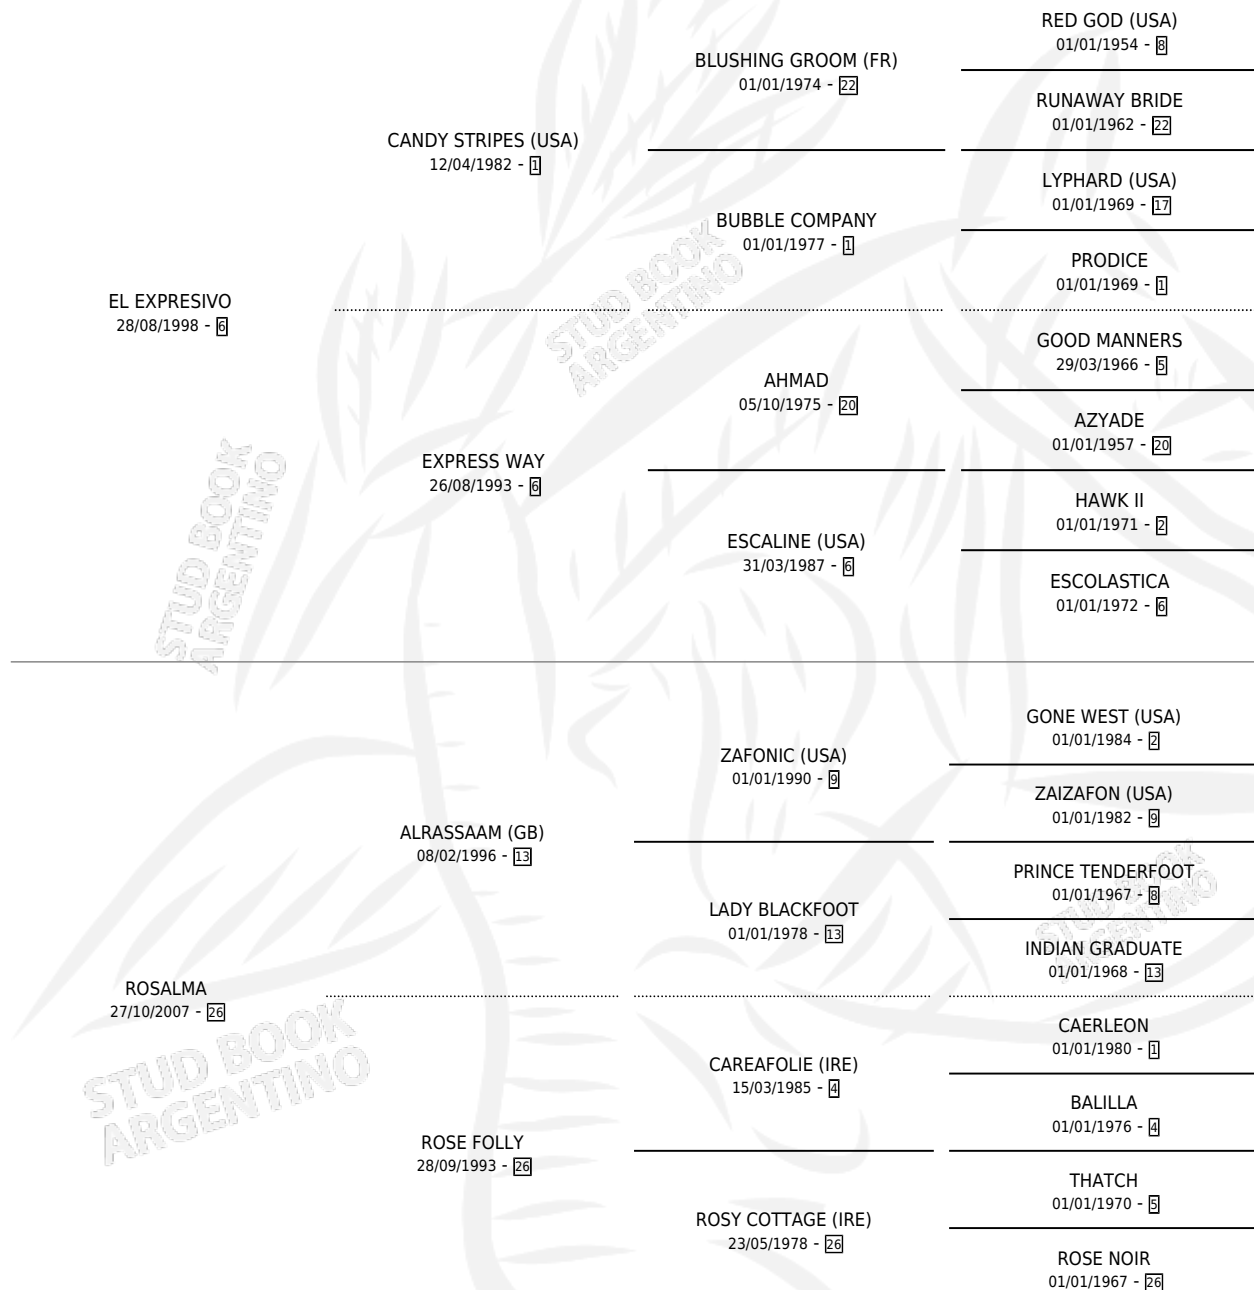 RED GOD (USA)
01/01/1954 - 8
BLUSHING GROOM (FR)
01/01/1974 - 22
RUNAWAY BRIDE
01/01/1962 - 22
CANDY STRIPES (USA)
12/04/1982 - 1
LYPHARD (USA)
01/01/1969 - 17
BUBBLE COMPANY
01/01/1977 - 1
PRODICE
01/01/1969 - 1
EL EXPRESIVO
28/08/1998 - 6
STUD BOOK
ARGENTINO
GOOD MANNERS
29/03/1966 - 5
AHMAD
05/10/1975 - 20
AZYADE
01/01/1957 - 20
EXPRESS WAY
26/08/1993 - 6
HAWK II
01/01/1971 - 2
ESCALINE (USA)
31/03/1987 - 6
ESCOLASTICA
01/01/1972 - 6
STUD BOOK
ARGENTINO
GONE WEST (USA)
01/01/1984 - 2
ZAFONIC (USA)
01/01/1990 - 9
ZAIZAFON (USA)
01/01/1982 - 9
ALRASSAAM (GB)
08/02/1996 - 13
PRINCE TENDERFOOT
01/01/1967 - 8
LADY BLACKFOOT
01/01/1978 - 13
STUD BOOK
ARGENTINO
INDIAN GRADUATE
01/01/1968 - 13
ROSALMA
27/10/2007 - 26
STUD BOOK
ARGENTINO
CAERLEON
01/01/1980 - 1
CAREAFOLIE (IRE)
15/03/1985 - 4
BALILLA
01/01/1976 - 4
ROSE FOLLY
28/09/1993 - 26
THATCH
01/01/1970 - 5
ROSY COTTAGE (IRE)
23/05/1978 - 26
ROSE NOIR
01/01/1967 - 26